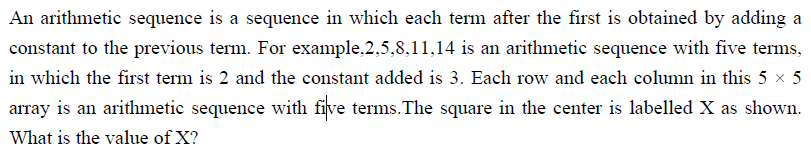 An arithmetic sequence is a sequence in which each term after the first is obtained by adding a
constant to the previous term. For example,2,5,8,11,14 is an arithmetic sequence with five terms,
in which the first term is 2 and the constant added is 3. Each row and each column in this 5 × 5
array is an arithmetic sequence with five terms.The square in the center is labelled X as shown.
What is the value of X?